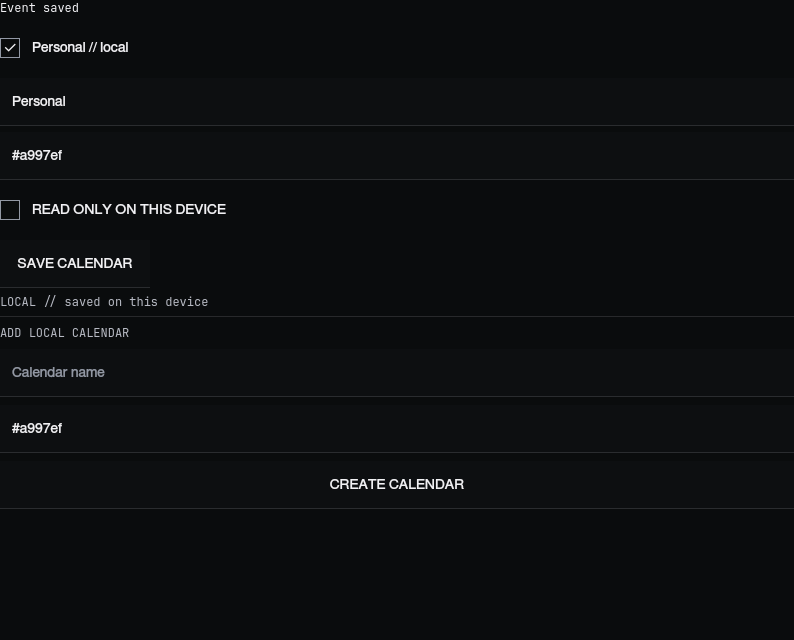 Event saved
Personal // local
Personal
#a997ef
READ ONLY ON THIS DEVICE
SAVE CALENDAR
LOCAL // saved on this device
ADD LOCAL CALENDAR
Calendar name
#a997ef
CREATE CALENDAR